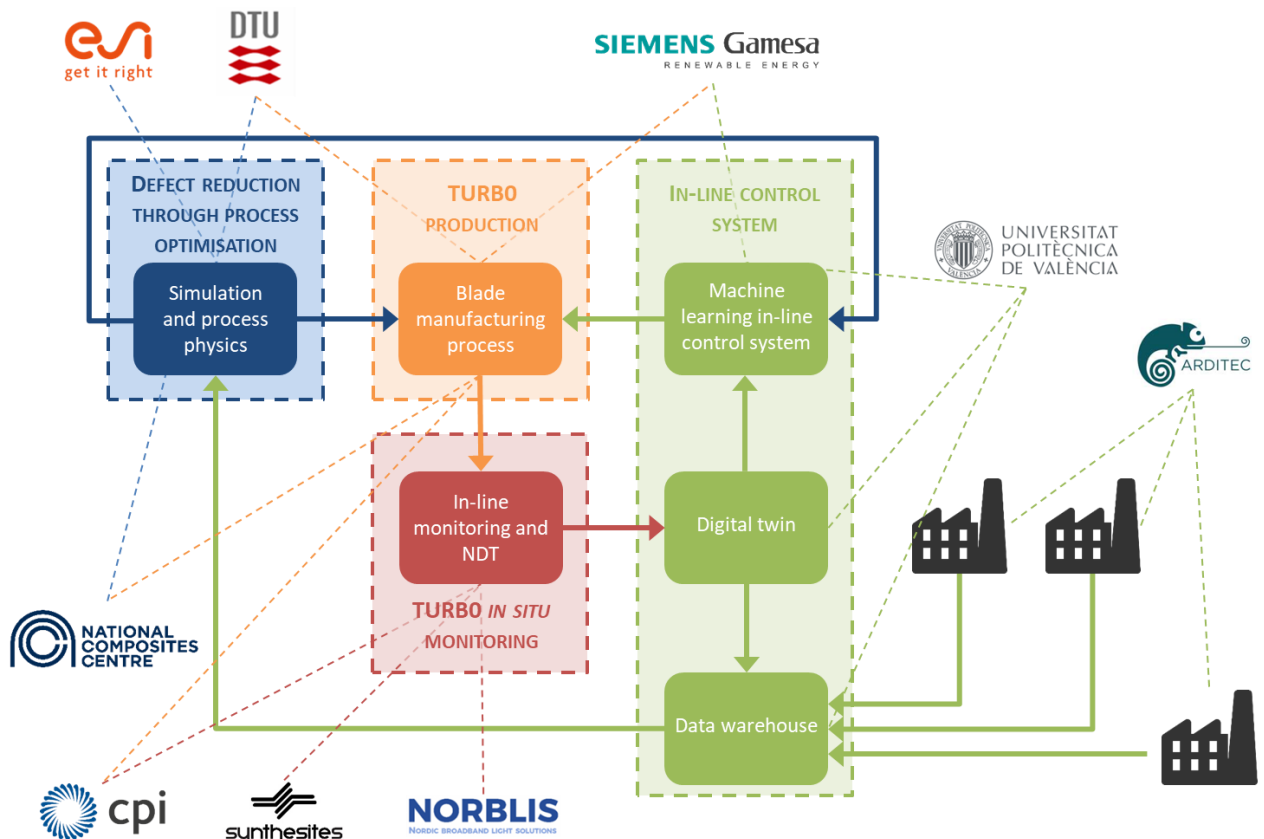 esi
get it right
DTU
SIEMENS Gamesa
RENEWABLE ENERGY
DEFECT REDUCTION
THROUGH PROCESS
OPTIMISATION
TURB0
PRODUCTION
IN-LINE CONTROL
SYSTEM
UNIVERSITAT
POLITÈCNICA
DE VALÈNCIA
Simulation
and process
physics
Blade
manufacturing
process
Machine
learning in-line
control system
ARDITEC
In-line
monitoring and
NDT
Digital twin
TURB0 IN SITU
MONITORING
NATIONAL
COMPOSITES
CENTRE
Data warehouse
cpi
sunthesites
NORBLIS
NORDIC BROADBAND LIGHT SOLUTIONS